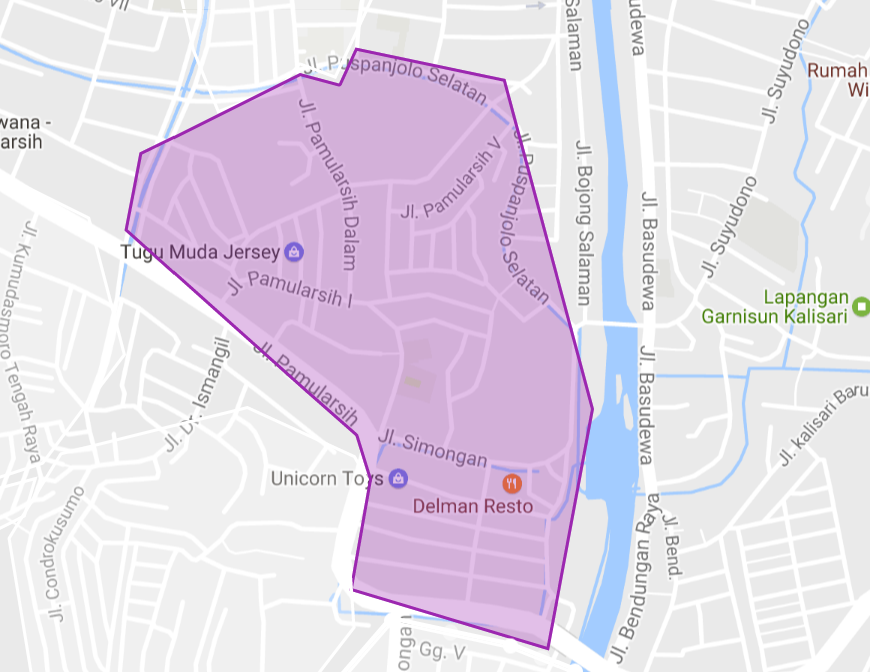 VII
Salaman
Basudewa
Jl. Suyudono
Rumah
Wi
Jl. Puspanjolo Selatan
wana -
arsih
Jl. Pamularsih Dalam
Jl. Pamularsih V
Jl. Puspanjolo Selatan
Jl. Bojong Salaman
Jl. Basudewa
Jl. Suyudono
Tugu Muda Jersey
Jl. Pamularsih I
Lapangan
Garnisun Kalisari
Jl. Kumudasmoro Tengah Raya
Jl. Dr. Ismangil
Jl. Pamularsih
Jl. Basudewa
Jl. kalisari Baru
Jl. Simongan
Unicorn Toys
Delman Resto
Jl. Condrokusumo
Jl. Bendungan Raya
Jl. Bend.
Gg. V